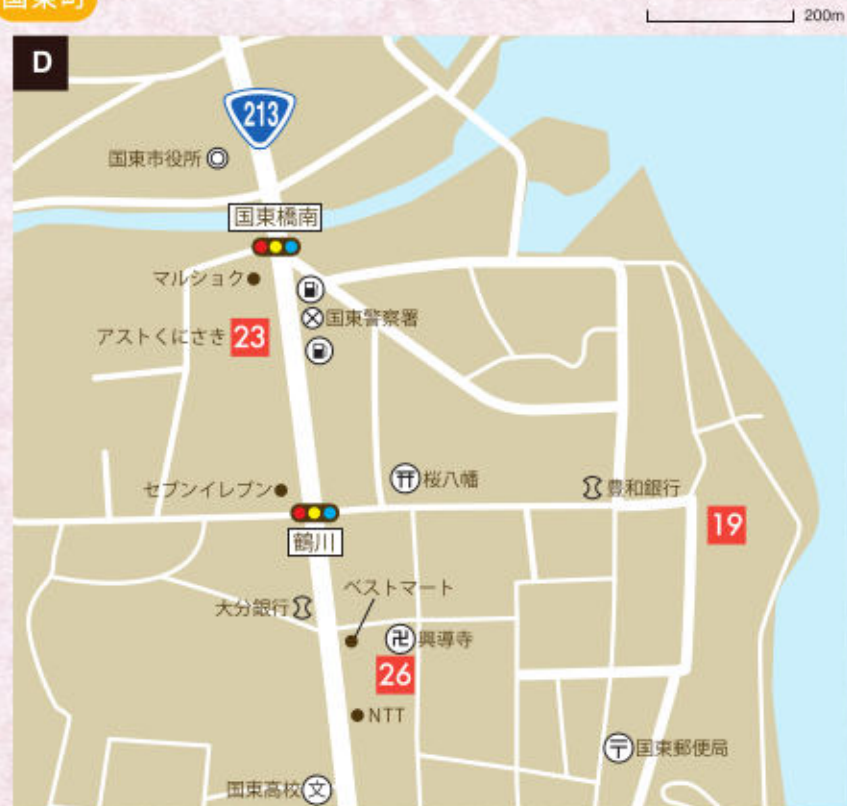 国東町
200m
D
213
国東市役所
国東橋南
マルショク
国東警察署
アストくにさき 23
セブンイレブン
桜八幡
豊和銀行
19
鶴川
ベストマート
大分銀行
卍 興導寺
26
NTT
〒 国東郵便局
国東高校 文